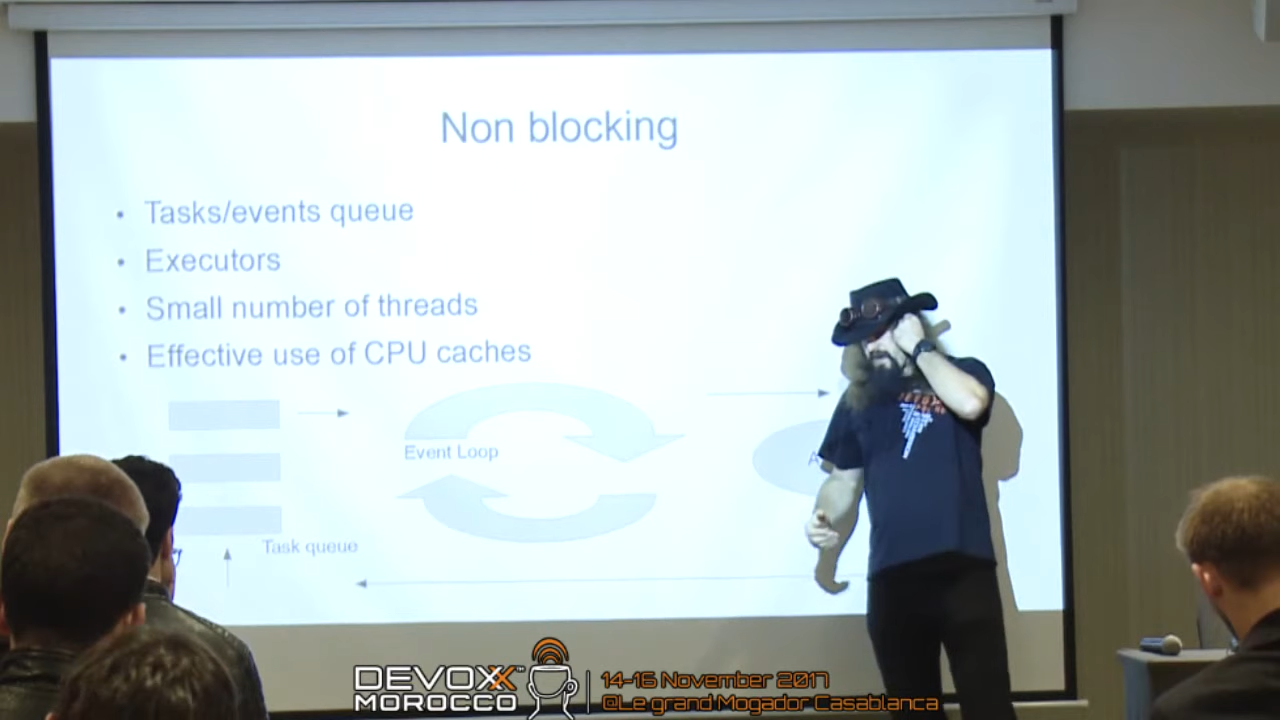 Non blocking
• Tasks/events queue
• Executors
• Small number of threads
• Effective use of CPU caches
Event Loop
Task queue
DEVOXX™
MOROCCO
14-16 November 2017
@Le grand Mogador Casablanca